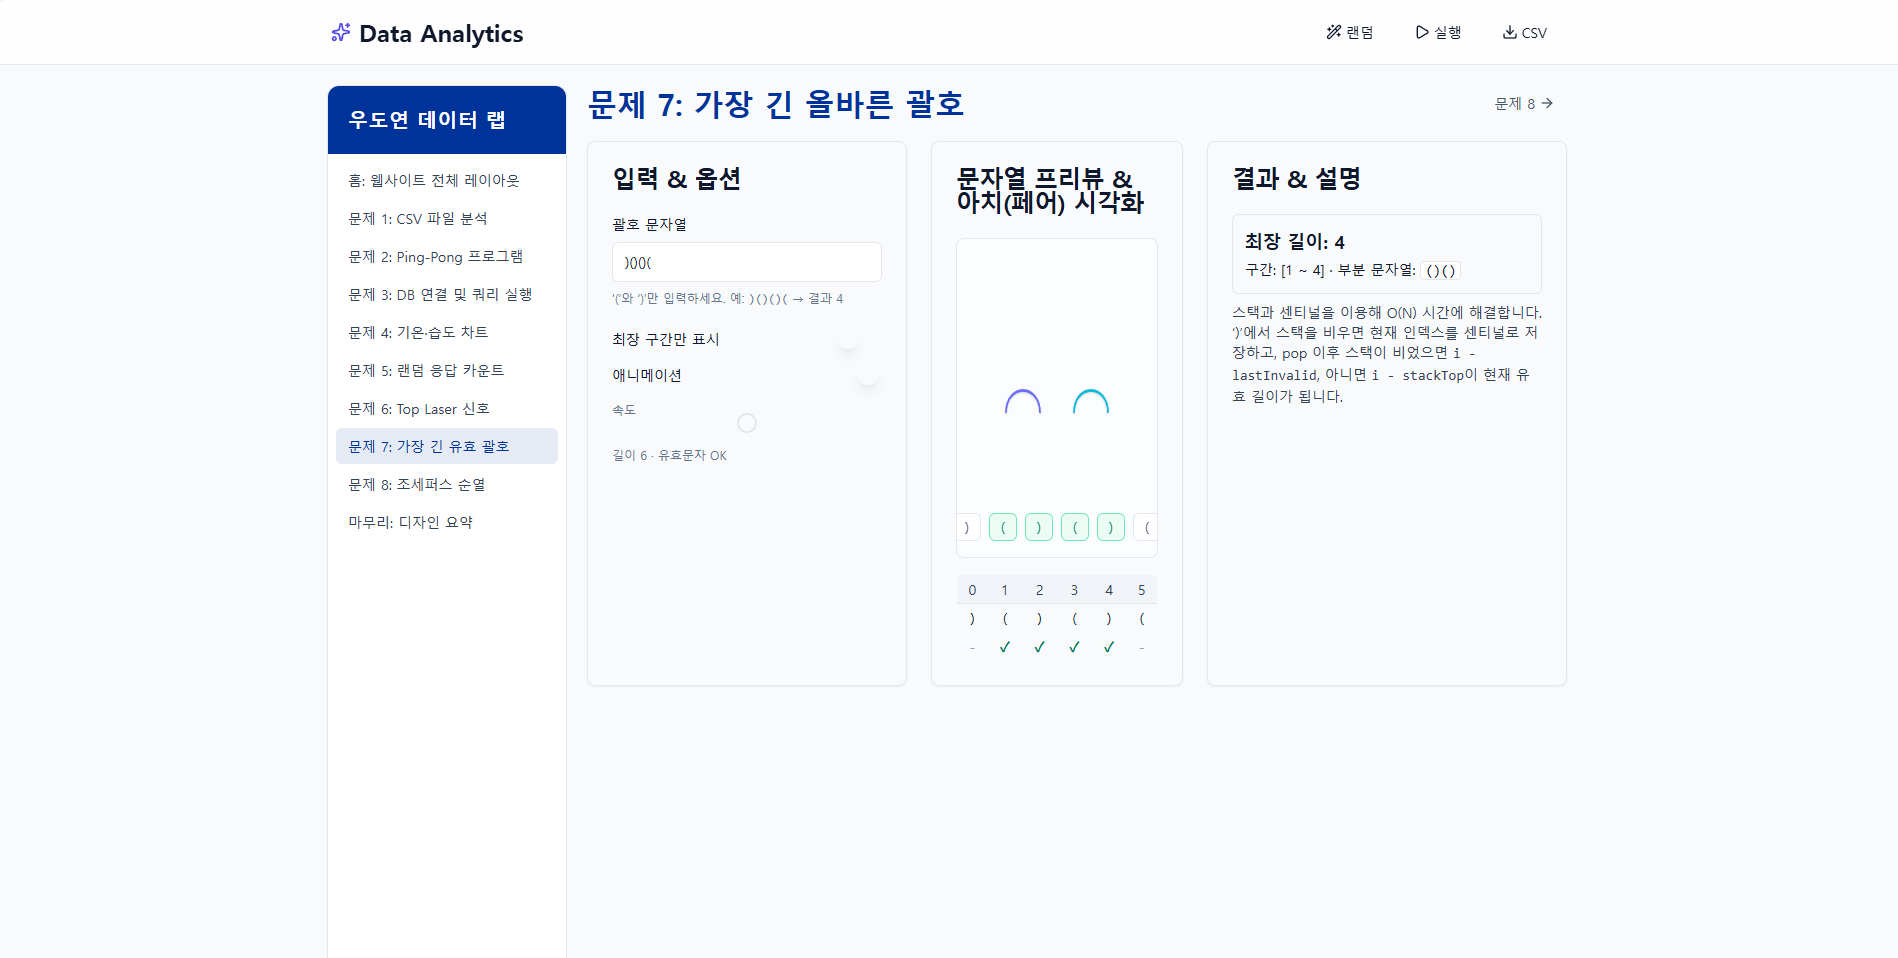 Data Analytics
랜덤
실행
CSV
우도연 데이터 랩
홈: 웹사이트 전체 레이아웃
문제 1: CSV 파일 분석
문제 2: Ping-Pong 프로그램
문제 3: DB 연결 및 쿼리 실행
문제 4: 기온·습도 차트
문제 5: 랜덤 응답 카운트
문제 6: Top Laser 신호
문제 7: 가장 긴 유효 괄호
문제 8: 조세퍼스 순열
마무리: 디자인 요약
문제 7: 가장 긴 올바른 괄호
문제 8 →
입력 & 옵션
괄호 문자열
)()()(
'('와 ')'만 입력하세요. 예: )()()( → 결과 4
최장 구간만 표시
애니메이션
속도
길이 6 · 유효문자 OK
문자열 프리뷰 &
아치(페어) 시각화
) ( ) ( ) (
0 1 2 3 4 5
) ( ) ( ) (
- ✓ ✓ ✓ ✓ -
결과 & 설명
최장 길이: 4
구간: [1 ~ 4] · 부분 문자열: ()()
스택과 센티널을 이용해 O(N) 시간에 해결합니다.
')'에서 스택을 비우면 현재 인덱스를 센티널로 저
장하고, pop 이후 스택이 비었으면 i -
lastInvalid, 아니면 i - stackTop이 현재 유
효 길이가 됩니다.